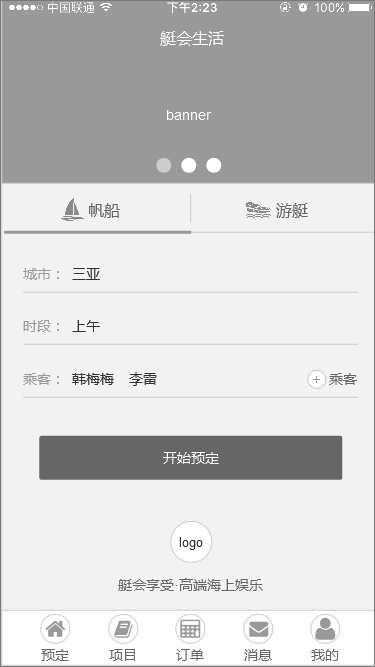 中国联通 下午2:23 100%
艇会生活
banner
帆船 游艇
城市： 三亚
时段： 上午
乘客： 韩梅梅 李雷 + 乘客
开始预定
logo
艇会享受·高端海上娱乐
预定 项目 订单 消息 我的